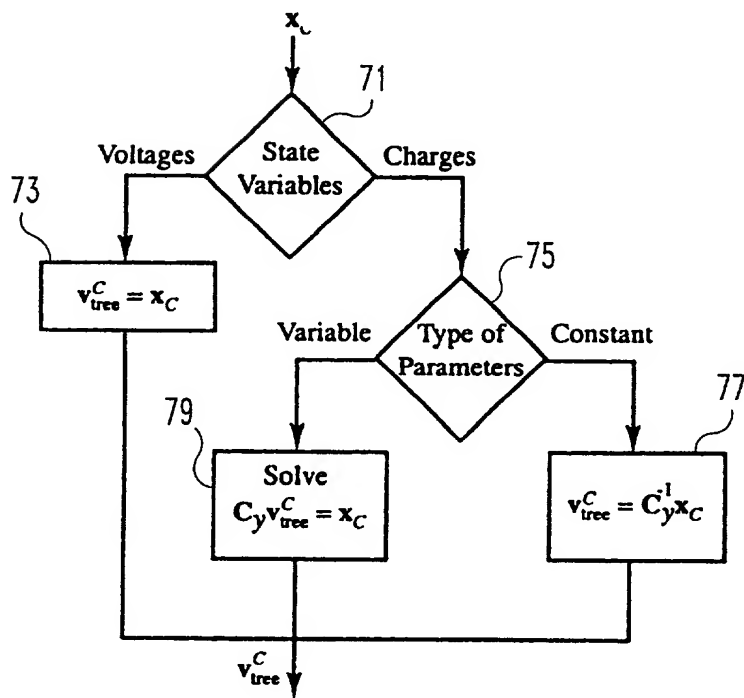 x_C
71
Voltages
State
Variables
Charges
73
v_tree^C = x_C
75
Variable
Type of
Parameters
Constant
79
77
Solve
C_y v_tree^C = x_C
v_tree^C = C_y^-1 x_C
v_tree^C